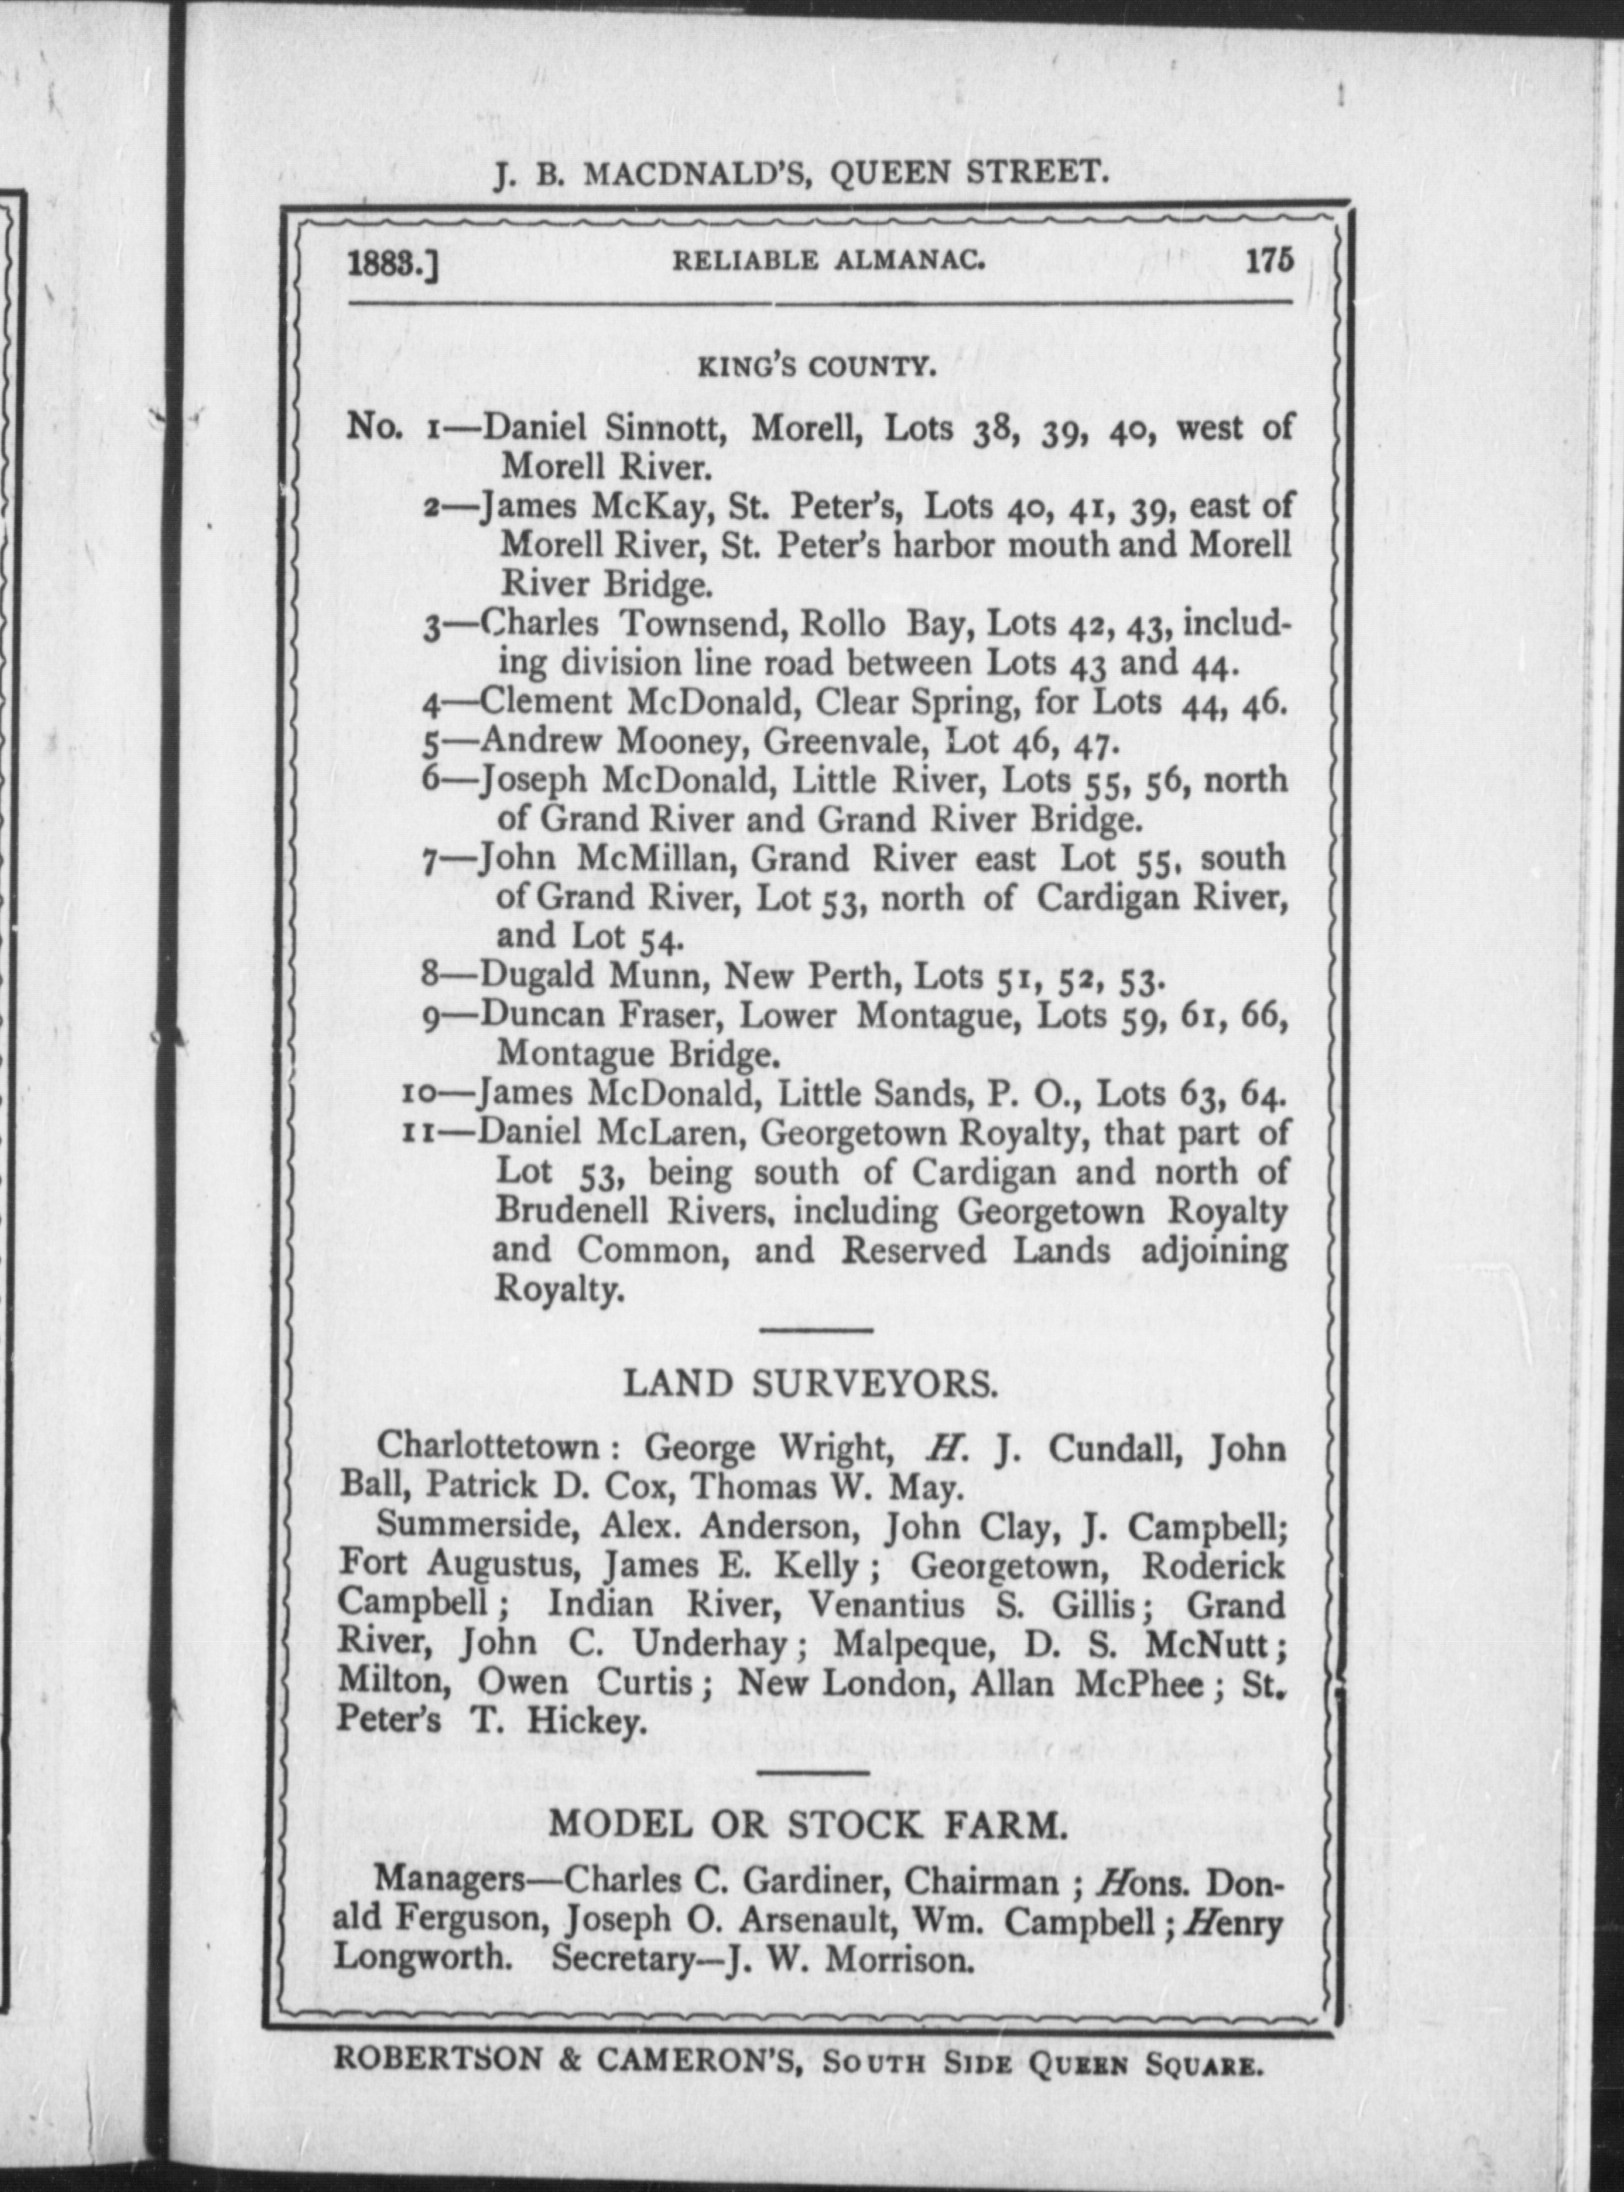 J. B. MACDNALD'S, QUEEN STREET.
1883.] RELIABLE ALMANAC. 175
KING'S COUNTY.
No. 1—Daniel Sinnott, Morell, Lots 38, 39, 40, west of
Morell River.
2—James McKay, St. Peter's, Lots 40, 41, 39, east of
Morell River, St. Peter's harbor mouth and Morell
River Bridge.
3—Charles Townsend, Rollo Bay, Lots 42, 43, includ-
ing division line road between Lots 43 and 44.
4—Clement McDonald, Clear Spring, for Lots 44, 46.
5—Andrew Mooney, Greenvale, Lot 46, 47.
6—Joseph McDonald, Little River, Lots 55, 56, north
of Grand River and Grand River Bridge.
7—John McMillan, Grand River east Lot 55, south
of Grand River, Lot 53, north of Cardigan River,
and Lot 54.
8—Dugald Munn, New Perth, Lots 51, 52, 53.
9—Duncan Fraser, Lower Montague, Lots 59, 61, 66,
Montague Bridge.
10—James McDonald, Little Sands, P. O., Lots 63, 64.
11—Daniel McLaren, Georgetown Royalty, that part of
Lot 53, being south of Cardigan and north of
Brudenell Rivers, including Georgetown Royalty
and Common, and Reserved Lands adjoining
Royalty.
LAND SURVEYORS.
Charlottetown : George Wright, H. J. Cundall, John
Ball, Patrick D. Cox, Thomas W. May.
Summerside, Alex. Anderson, John Clay, J. Campbell;
Fort Augustus, James E. Kelly ; Georgetown, Roderick
Campbell ; Indian River, Venantius S. Gillis ; Grand
River, John C. Underhay ; Malpeque, D. S. McNutt ;
Milton, Owen Curtis ; New London, Allan McPhee ; St.
Peter's T. Hickey.
MODEL OR STOCK FARM.
Managers—Charles C. Gardiner, Chairman ; Hons. Don-
ald Ferguson, Joseph O. Arsenault, Wm. Campbell ; Henry
Longworth. Secretary—J. W. Morrison.
ROBERTSON & CAMERON'S, SOUTH SIDE QUEEN SQUARE.